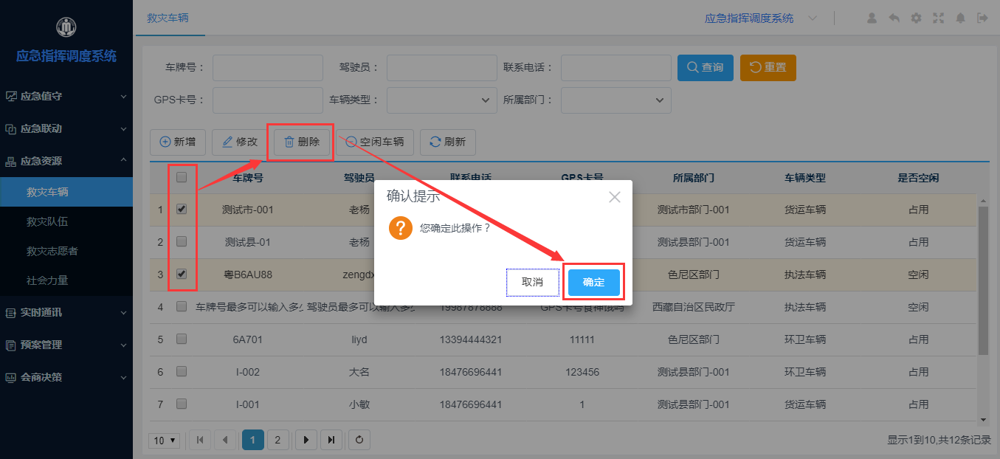 救灾车辆
应急指挥调度系统
应急指挥调度系统
应急值守
应急联动
应急资源
救灾车辆
救灾队伍
救灾志愿者
社会力量
实时通讯
预案管理
会商决策
车牌号： 驾驶员： 联系电话： 查询 重置
GPS卡号： 车辆类型： 所属部门：
新增 修改 删除 空闲车辆 刷新
车牌号 驾驶员 联系电话 GPS卡号 所属部门 车辆类型 是否空闲
1 测试市-001 老杨 测试市部门-001 货运车辆 占用
2 测试县-01 老杨 测试县部门-001 货运车辆 占用
3 粤B6AU88 zengdx 色尼区部门 执法车辆 空闲
4 车牌号最多可以输入多 驾驶员最多可以输入多 19987878888 GPS卡号食神饿吗 西藏自治区民政厅 执法车辆 空闲
5 6A701 liyd 13394444321 11111 色尼区部门 环卫车辆 占用
6 I-002 大名 18476696441 123456 测试县部门-001 环卫车辆 占用
7 I-001 小敏 18476696441 1 测试县部门-001 货运车辆 占用
确认提示
您确定此操作？
取消 确定
10 1 2 显示1到10,共12条记录